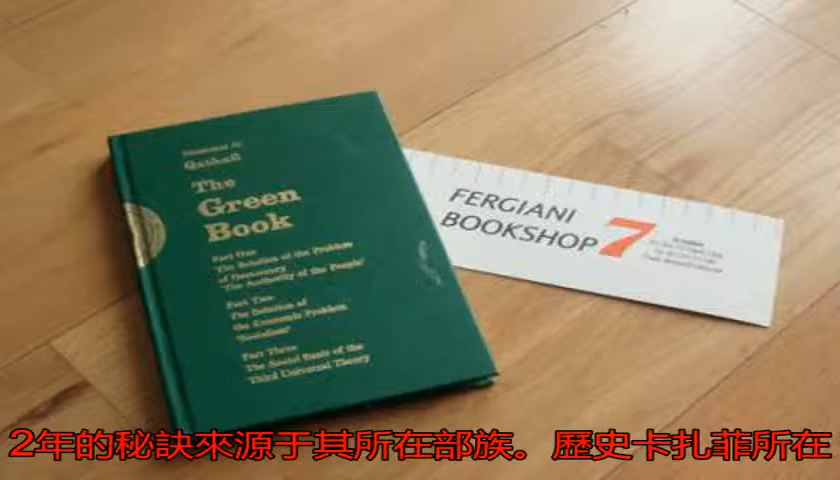 Qathafi
The
Green
Book
Part One
'The Solution of the Problem
of Democracy
'The Authority of the People'
Part Two
The Solution of
the Economic Problem
'Socialism'
Part Three
The Social Basis of the
Third Universal Theory
FERGIANI
BOOKSHOP
7
2年的秘訣來源于其所在部族。歷史卡扎菲所在